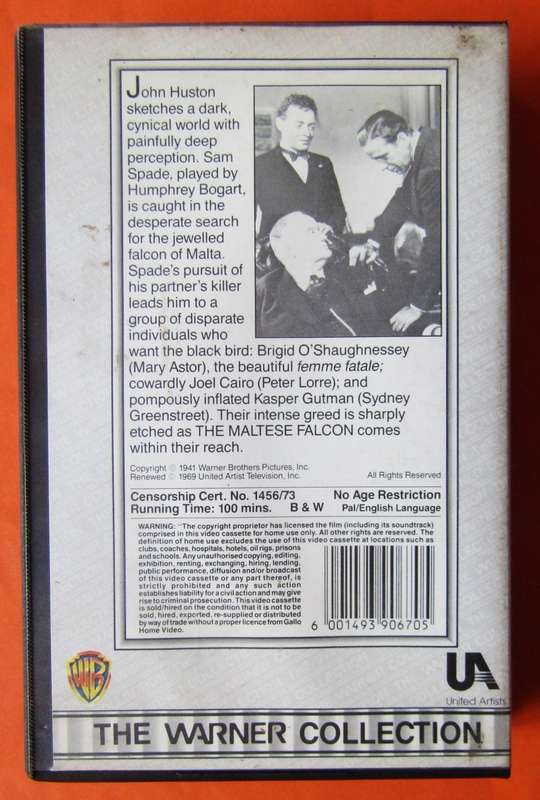 John Huston
sketches a dark,
cynical world with
painfully deep
perception. Sam
Spade, played by
Humphrey Bogart,
is caught in the
desperate search
for the jewelled
falcon of Malta.
Spade's pursuit of
his partner's killer
leads him to a
group of disparate
individuals who
want the black bird: Brigid O'Shaughnessey
(Mary Astor), the beautiful femme fatale;
cowardly Joel Cairo (Peter Lorre); and
pompously inflated Kasper Gutman (Sydney
Greenstreet). Their intense greed is sharply
etched as THE MALTESE FALCON comes
within their reach.
Copyright © 1941 Warner Brothers Pictures, Inc.
Renewed © 1969 United Artist Television, Inc. All Rights Reserved
Censorship Cert. No. 1456/73 No Age Restriction
Running Time: 100 mins. B & W Pal/English Language
WARNING: "The copyright proprietor has licensed the film (including its soundtrack)
comprised in this video cassette for home use only. All other rights are reserved. The
definition of home use excludes the use of this video cassette at locations such as
clubs, coaches, hospitals, hotels, oil rigs, prisons
and schools. Any unauthorised copying, editing,
exhibition, renting, exchanging, hiring, lending,
public performance, diffusion and/or broadcast
of this video cassette or any part thereof, is
strictly prohibited and any such action
establishes liability for a civil action and may give
rise to criminal prosecution. This video cassette
is sold/hired on the condition that it is not to be
sold, hired, exported, re-supplied or distributed
by way of trade without a proper licence from Gallo
Home Video.
6 001493 906705
WB
UA
United Artists
THE WARNER COLLECTION